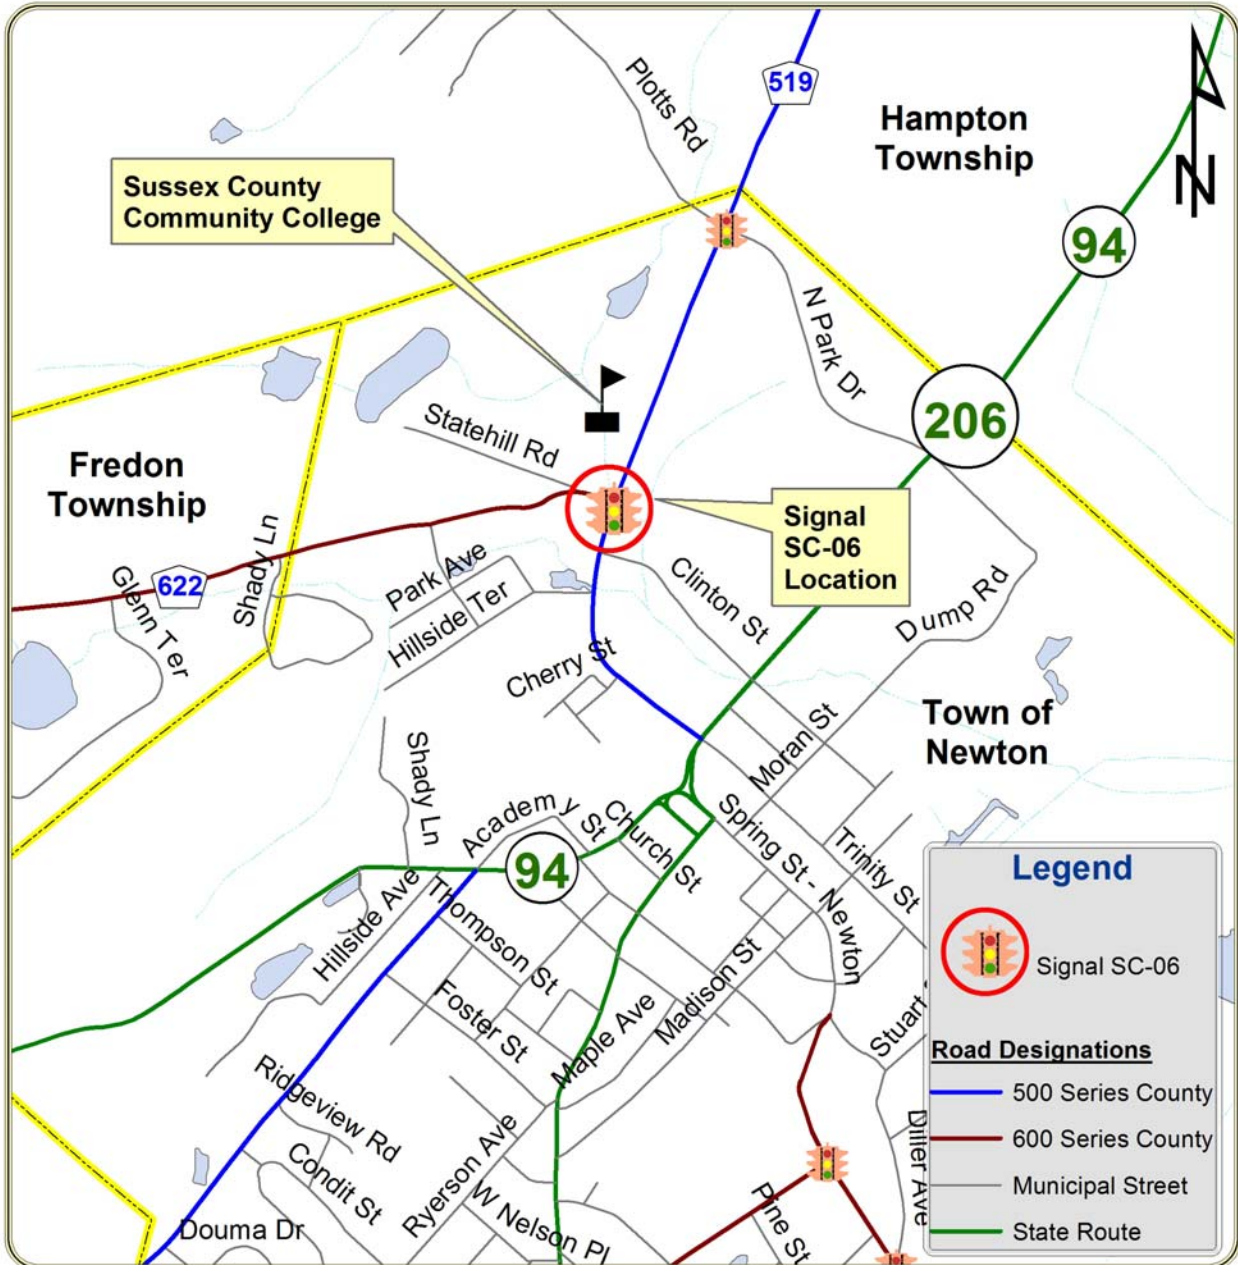 Plotts Rd
519
Hampton
Township
N
Sussex County
Community College
94
N Park Dr
206
Statehill Rd
Fredon
Township
Signal
SC-06
Location
Shady Ln
622
Glenn Ter
Park Ave
Hillside Ter
Clinton St
Dump Rd
Cherry St
Town of
Newton
Moran St
Shady Ln
Academy St
Church St
Spring St - Newton
Trinity St
94
Hillside Ave
Thompson St
Foster St
Maple Ave
Madison St
Stuart
Ridgeview Rd
Condit St
Ryerson Ave
W Nelson Pl
Douma Dr
Pine St
Diller Ave
Legend
Signal SC-06
Road Designations
500 Series County
600 Series County
Municipal Street
State Route